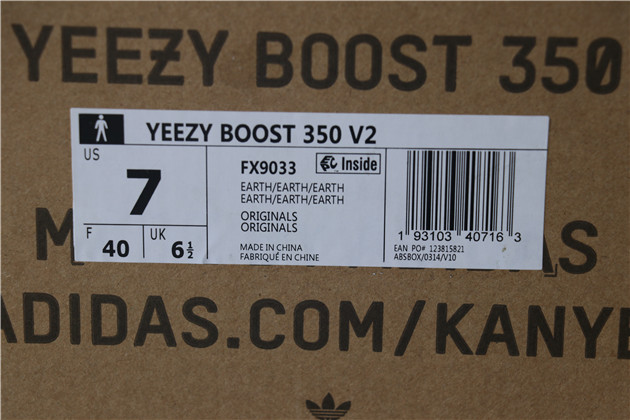 YEEZY BOOST 350
YEEZY BOOST 350 V2
US
7
F
40
UK
6½
FX9033
Inside
EARTH/EARTH/EARTH
EARTH/EARTH/EARTH
ORIGINALS
ORIGINALS
MADE IN CHINA
FABRIQUÉ EN CHINE
1 93103 40716 3
EAN PO# 123815821
ABSBOX/0314/V10
M
AS
ADIDAS.COM/KANYE